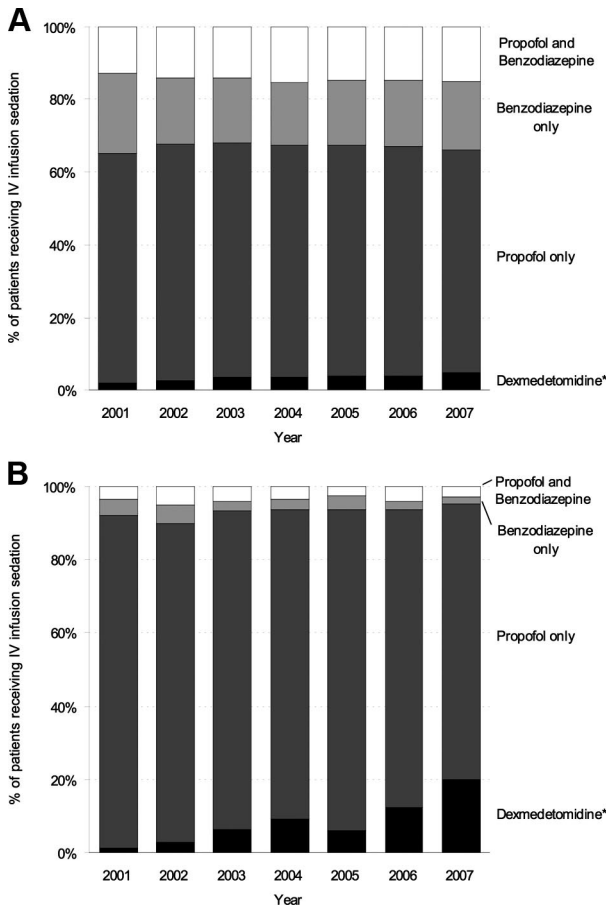 A
% of patients receiving IV infusion sedation
100%
80%
60%
40%
20%
0%
2001 2002 2003 2004 2005 2006 2007
Year
Propofol and
Benzodiazepine
Benzodiazepine
only
Propofol only
Dexmedetomidine*
B
% of patients receiving IV infusion sedation
100%
80%
60%
40%
20%
0%
2001 2002 2003 2004 2005 2006 2007
Year
Propofol and
Benzodiazepine
Benzodiazepine
only
Propofol only
Dexmedetomidine*